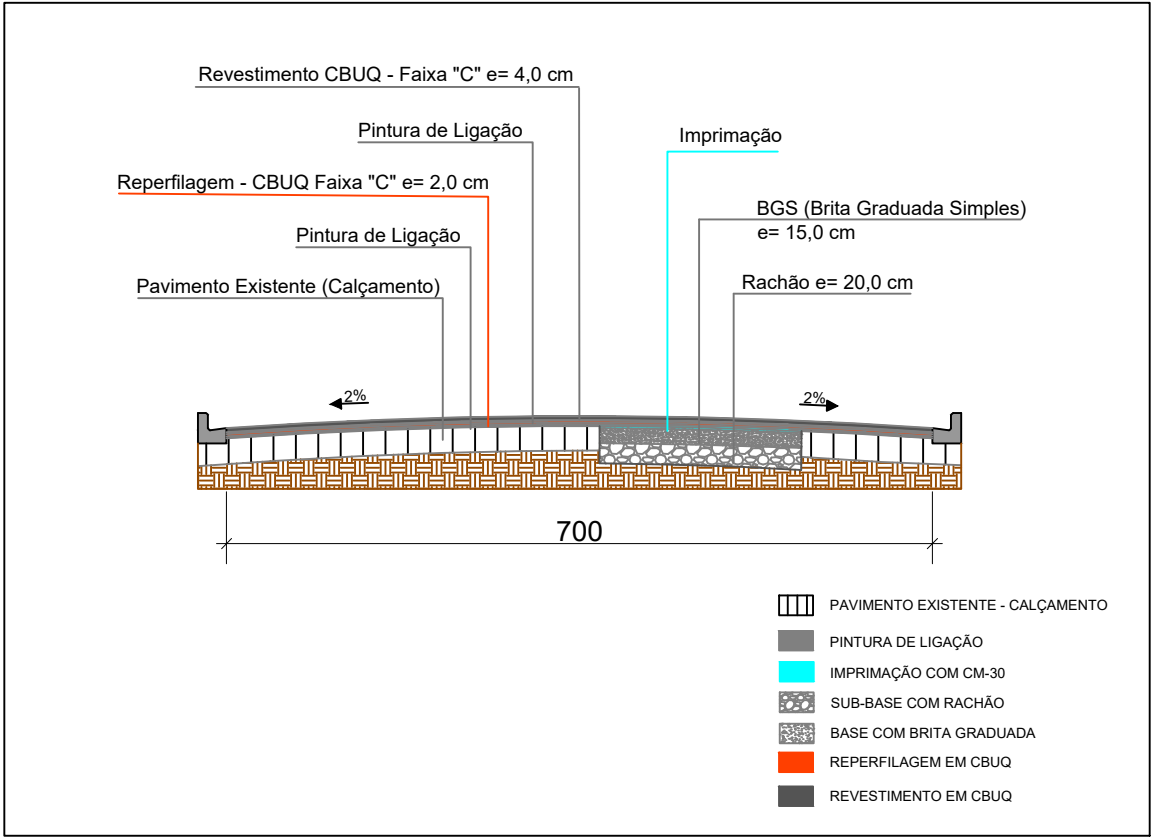 Revestimento CBUQ - Faixa "C" e= 4,0 cm
Pintura de Ligação
Imprimação
Reperfilagem - CBUQ Faixa "C" e= 2,0 cm
BGS (Brita Graduada Simples)
e= 15,0 cm
Pintura de Ligação
Pavimento Existente (Calçamento)
Rachão e= 20,0 cm
2%
2%
700
PAVIMENTO EXISTENTE - CALÇAMENTO
PINTURA DE LIGAÇÃO
IMPRIMAÇÃO COM CM-30
SUB-BASE COM RACHÃO
BASE COM BRITA GRADUADA
REPERFILAGEM EM CBUQ
REVESTIMENTO EM CBUQ